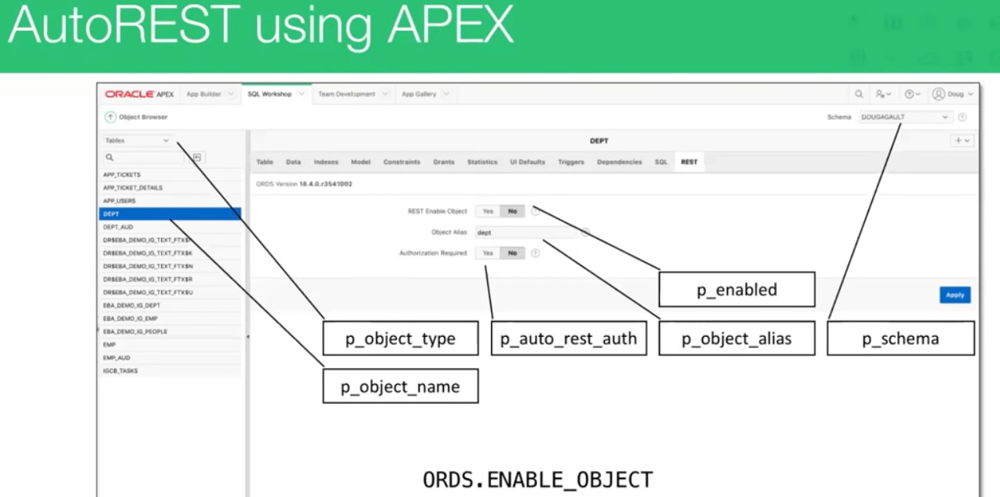 AutoREST using APEX
ORACLE APEX App Builder SQL Workshop Team Development App Gallery Doug
Object Browser Schema DOUGAGAULT
Tables DEPT
Table Data Indexes Model Constraints Grants Statistics UI Defaults Triggers Dependencies SQL REST
APP_TICKETS
ORDS Version 18.4.0.r3541002
APP_TICKET_DETAILS
APP_USERS
DEPT
REST Enable Object Yes No
DEPT_AUD
Object Alias dept
DR$EBA_DEMO_IG_TEXT_FTX$I
DR$EBA_DEMO_IG_TEXT_FTX$K
Authorization Required Yes No
DR$EBA_DEMO_IG_TEXT_FTX$N
DR$EBA_DEMO_IG_TEXT_FTX$R
DR$EBA_DEMO_IG_TEXT_FTX$U
p_enabled
Apply
EBA_DEMO_IG_DEPT
EBA_DEMO_IG_EMP
EBA_DEMO_IG_PEOPLE
p_object_type p_auto_rest_auth p_object_alias p_schema
EMP
EMP_AUD
IGCB_TASKS
p_object_name
ORDS.ENABLE_OBJECT